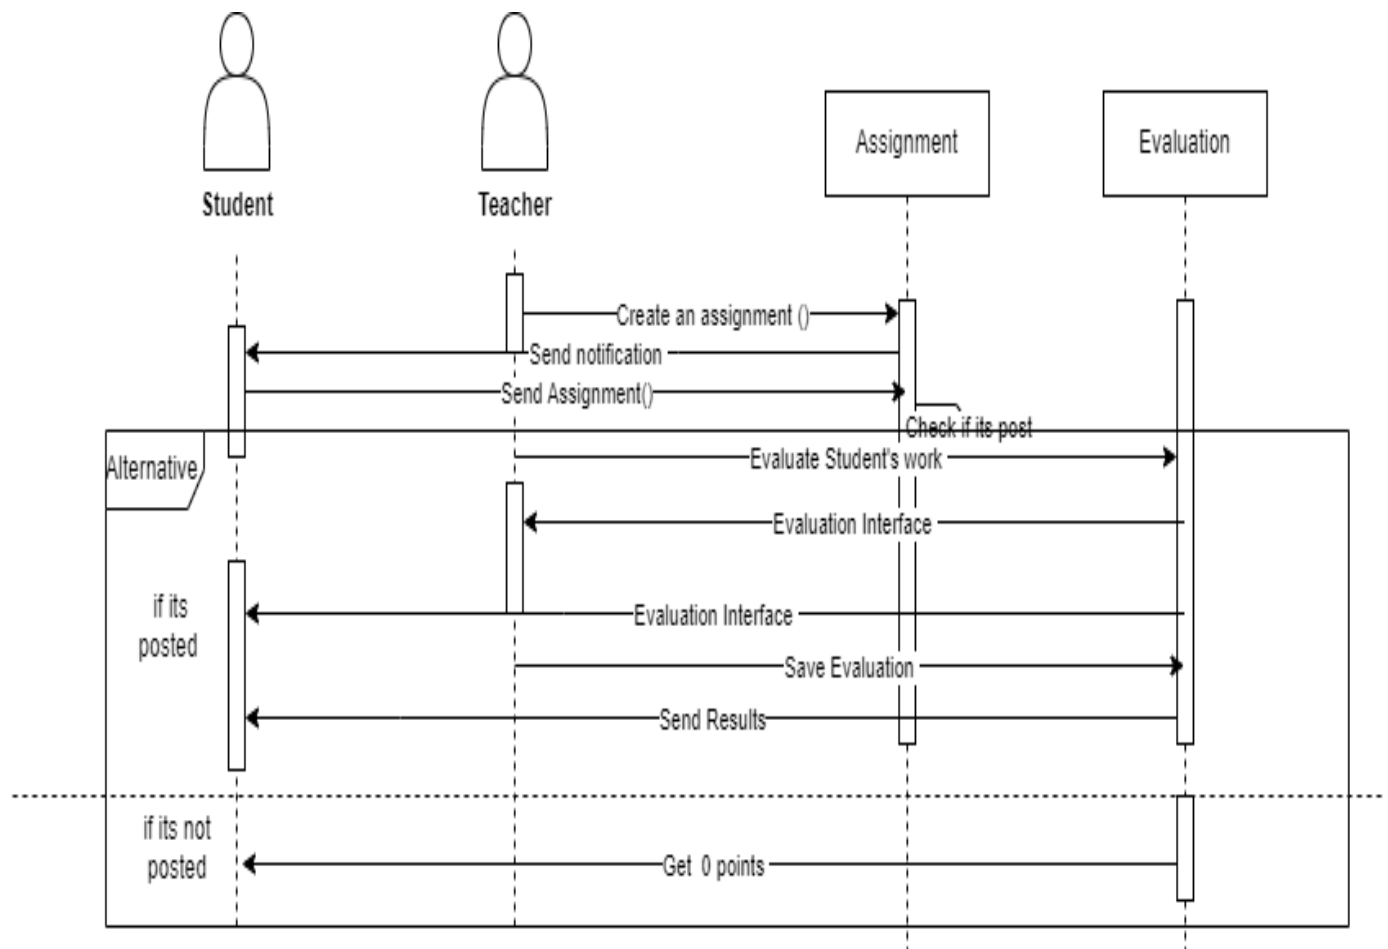 Student
Teacher
Assignment
Evaluation
Create an assignment ()
Send notification
Send Assignment()
Check if its post
Alternative
Evaluate Student's work
Evaluation Interface
if its
posted
Evaluation Interface
Save Evaluation
Send Results
if its not
posted
Get 0 points